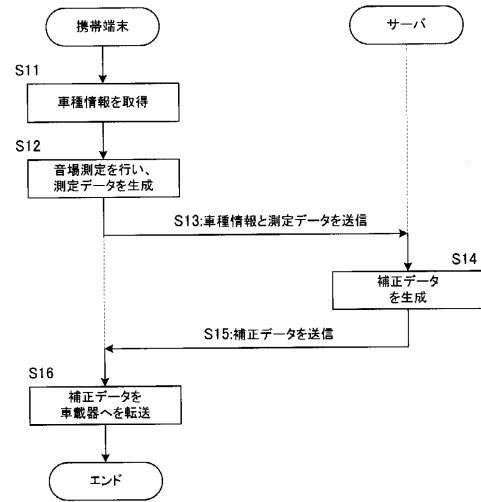 携帯端末
サーバ
S11
車種情報を取得
S12
音場測定を行い、
測定データを生成
S13:車種情報と測定データを送信
S14
補正データ
を生成
S15:補正データを送信
S16
補正データを
車載器へを転送
エンド